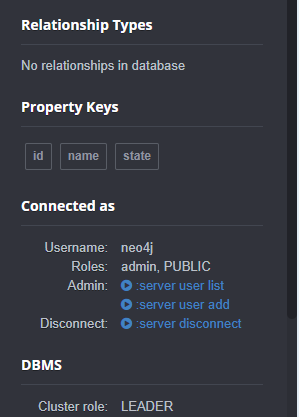 Relationship Types
No relationships in database
Property Keys
id name state
Connected as
Username: neo4j
Roles: admin, PUBLIC
Admin: :server user list
:server user add
Disconnect: :server disconnect
DBMS
Cluster role: LEADER